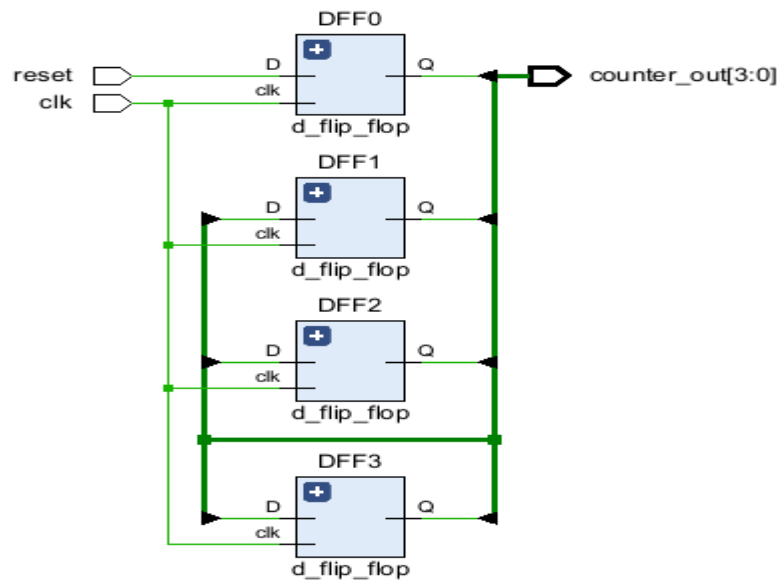 DFF0
reset
D
Q
counter_out[3:0]
clk
clk
d_flip_flop
DFF1
D
Q
clk
d_flip_flop
DFF2
D
Q
clk
d_flip_flop
DFF3
D
Q
clk
d_flip_flop